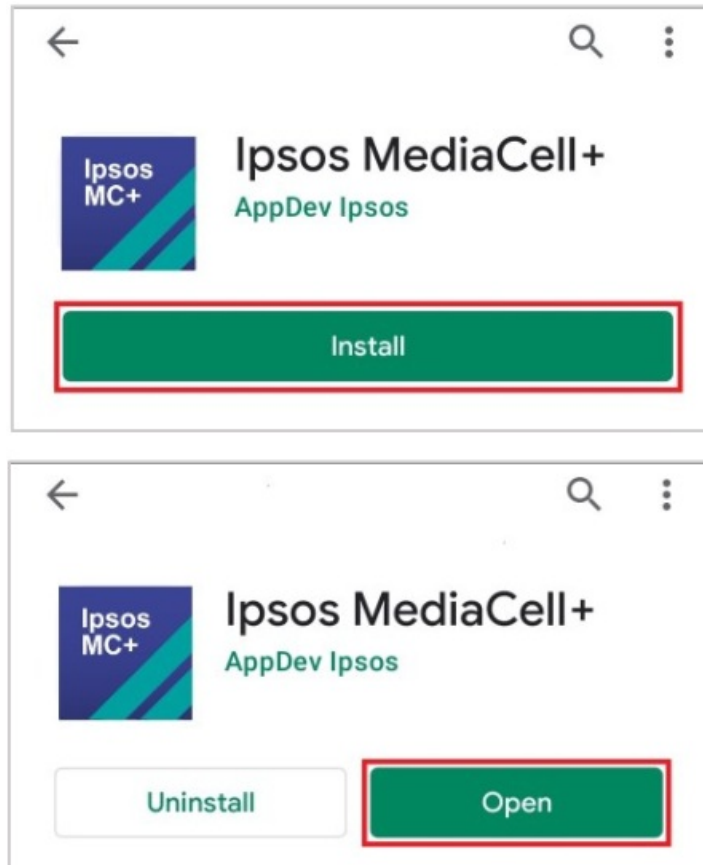 Ipsos MediaCell+
Ipsos
MC+
AppDev Ipsos
Install
Ipsos MediaCell+
Ipsos
MC+
AppDev Ipsos
Uninstall Open